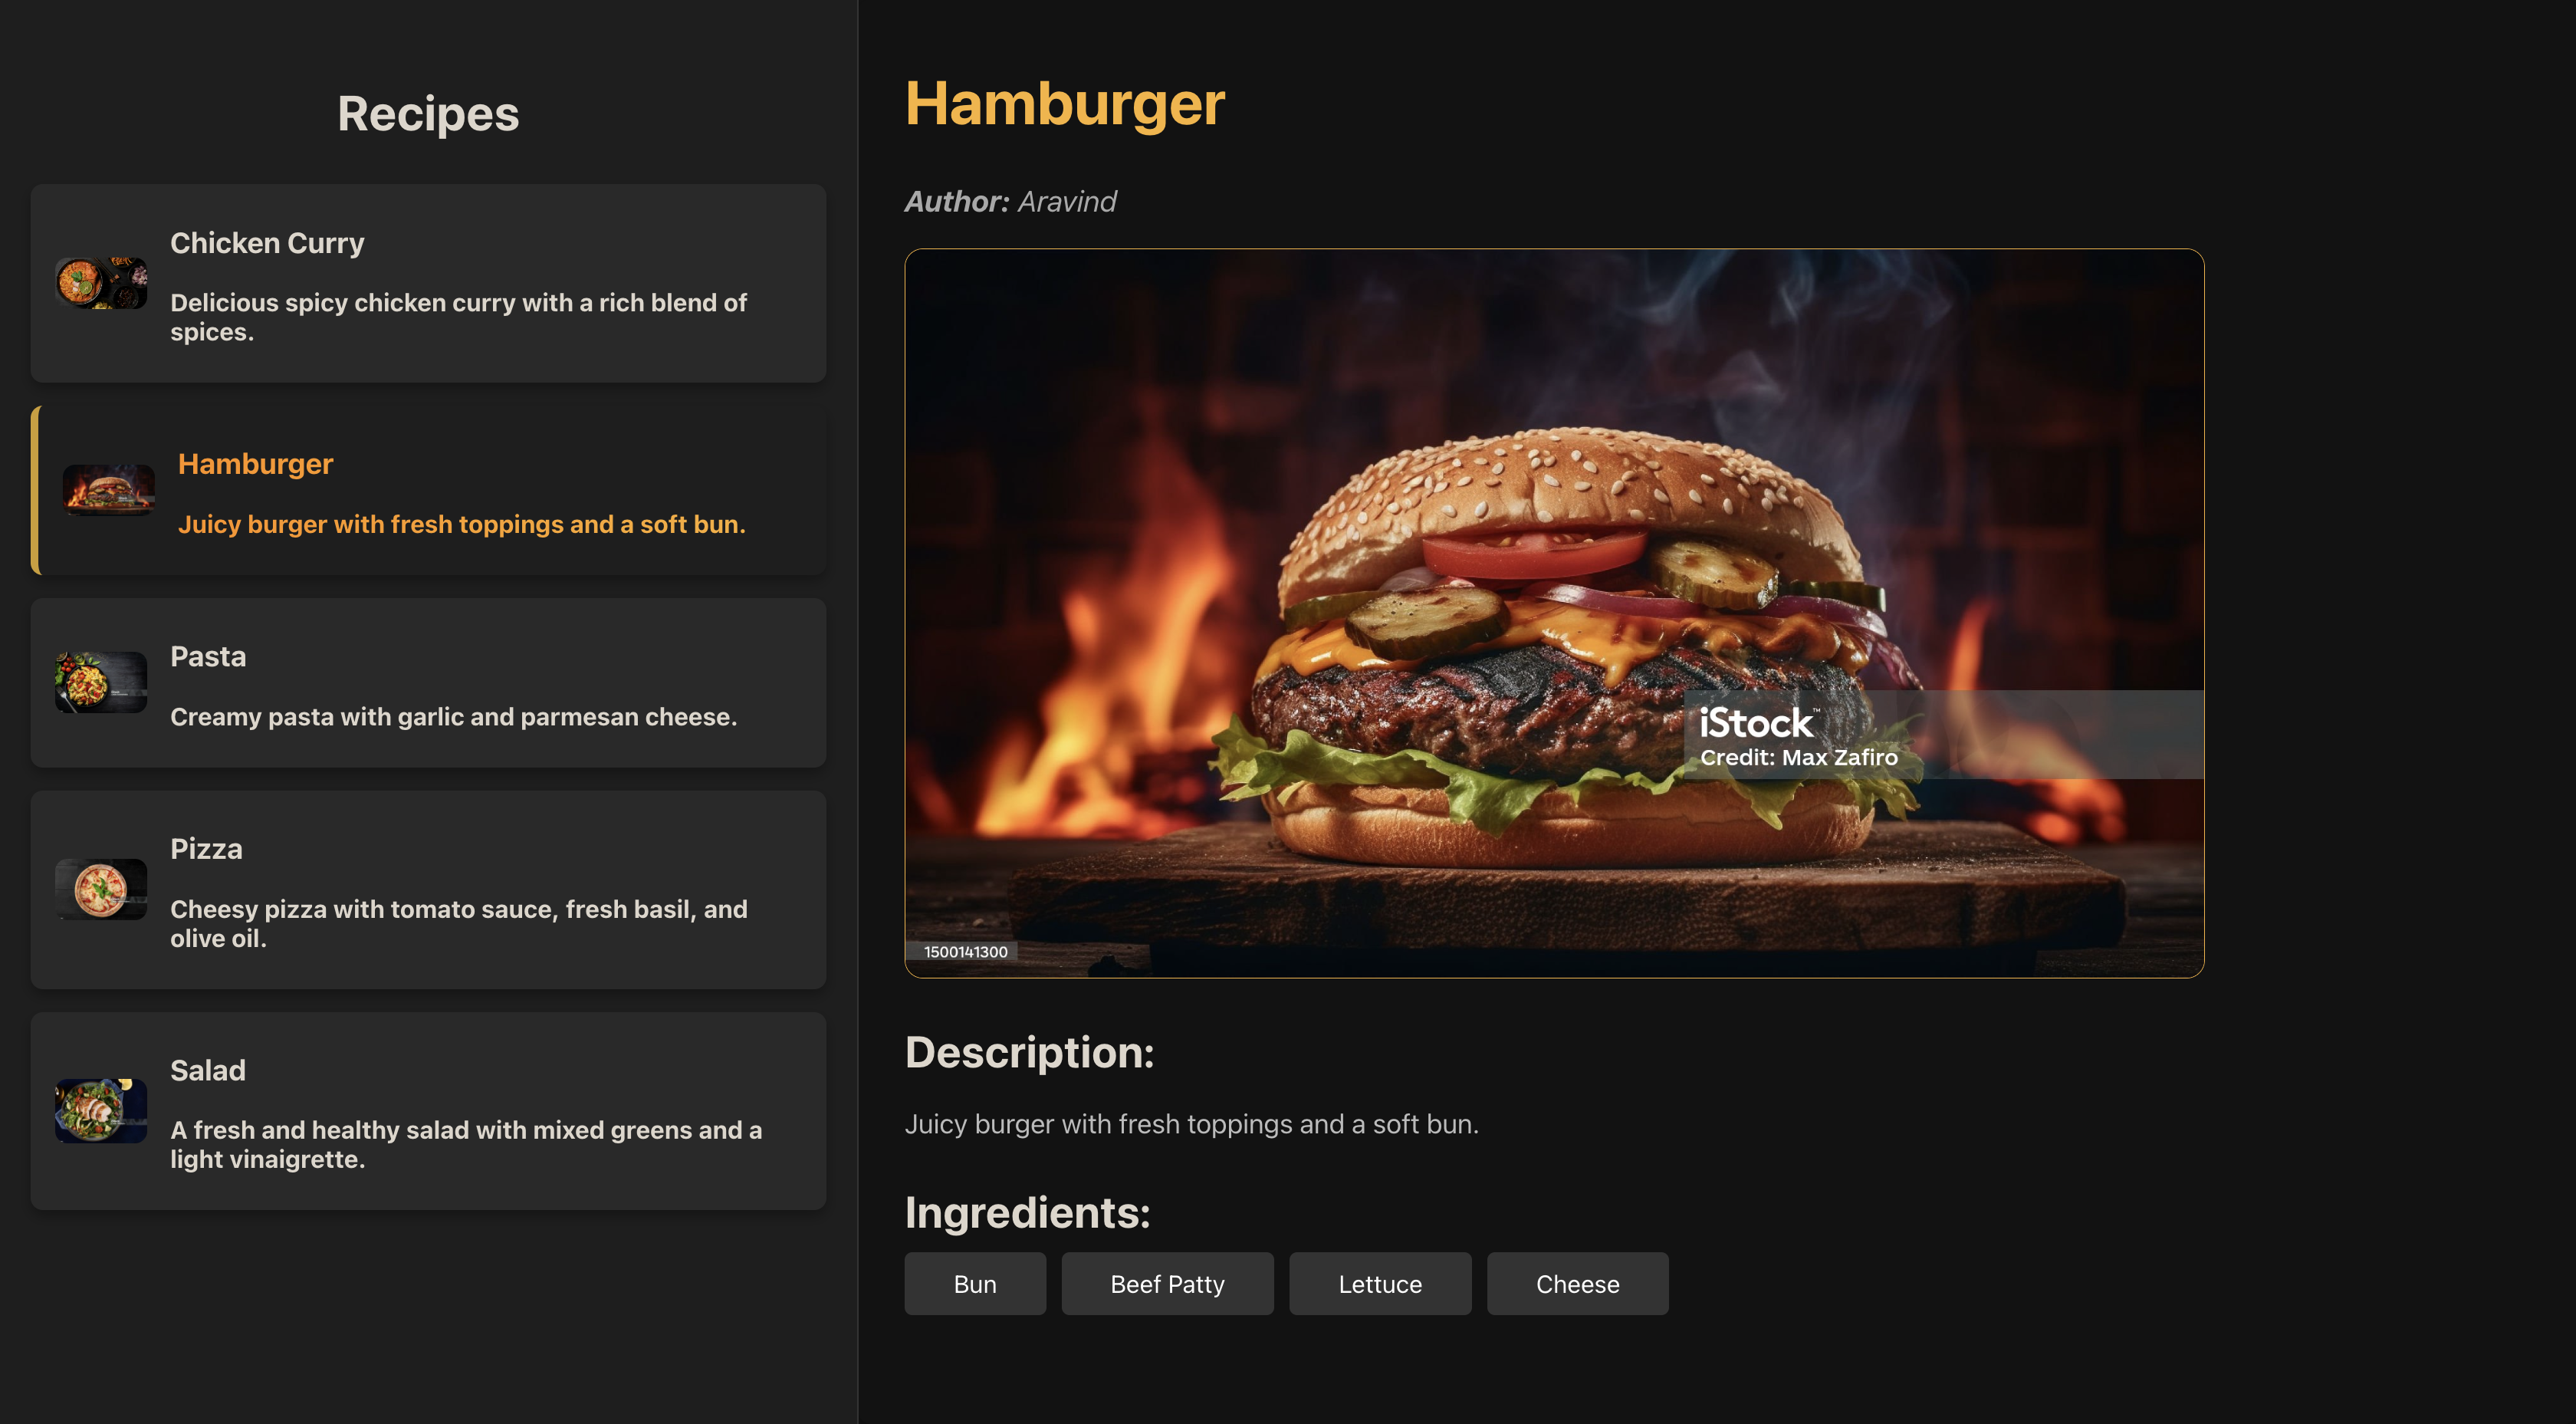 Recipes
Chicken Curry
Delicious spicy chicken curry with a rich blend of
spices.
Hamburger
Juicy burger with fresh toppings and a soft bun.
Pasta
Creamy pasta with garlic and parmesan cheese.
Pizza
Cheesy pizza with tomato sauce, fresh basil, and
olive oil.
Salad
A fresh and healthy salad with mixed greens and a
light vinaigrette.
Hamburger
Author: Aravind
iStock™
Credit: Max Zafiro
1500141300
Description:
Juicy burger with fresh toppings and a soft bun.
Ingredients:
Bun Beef Patty Lettuce Cheese